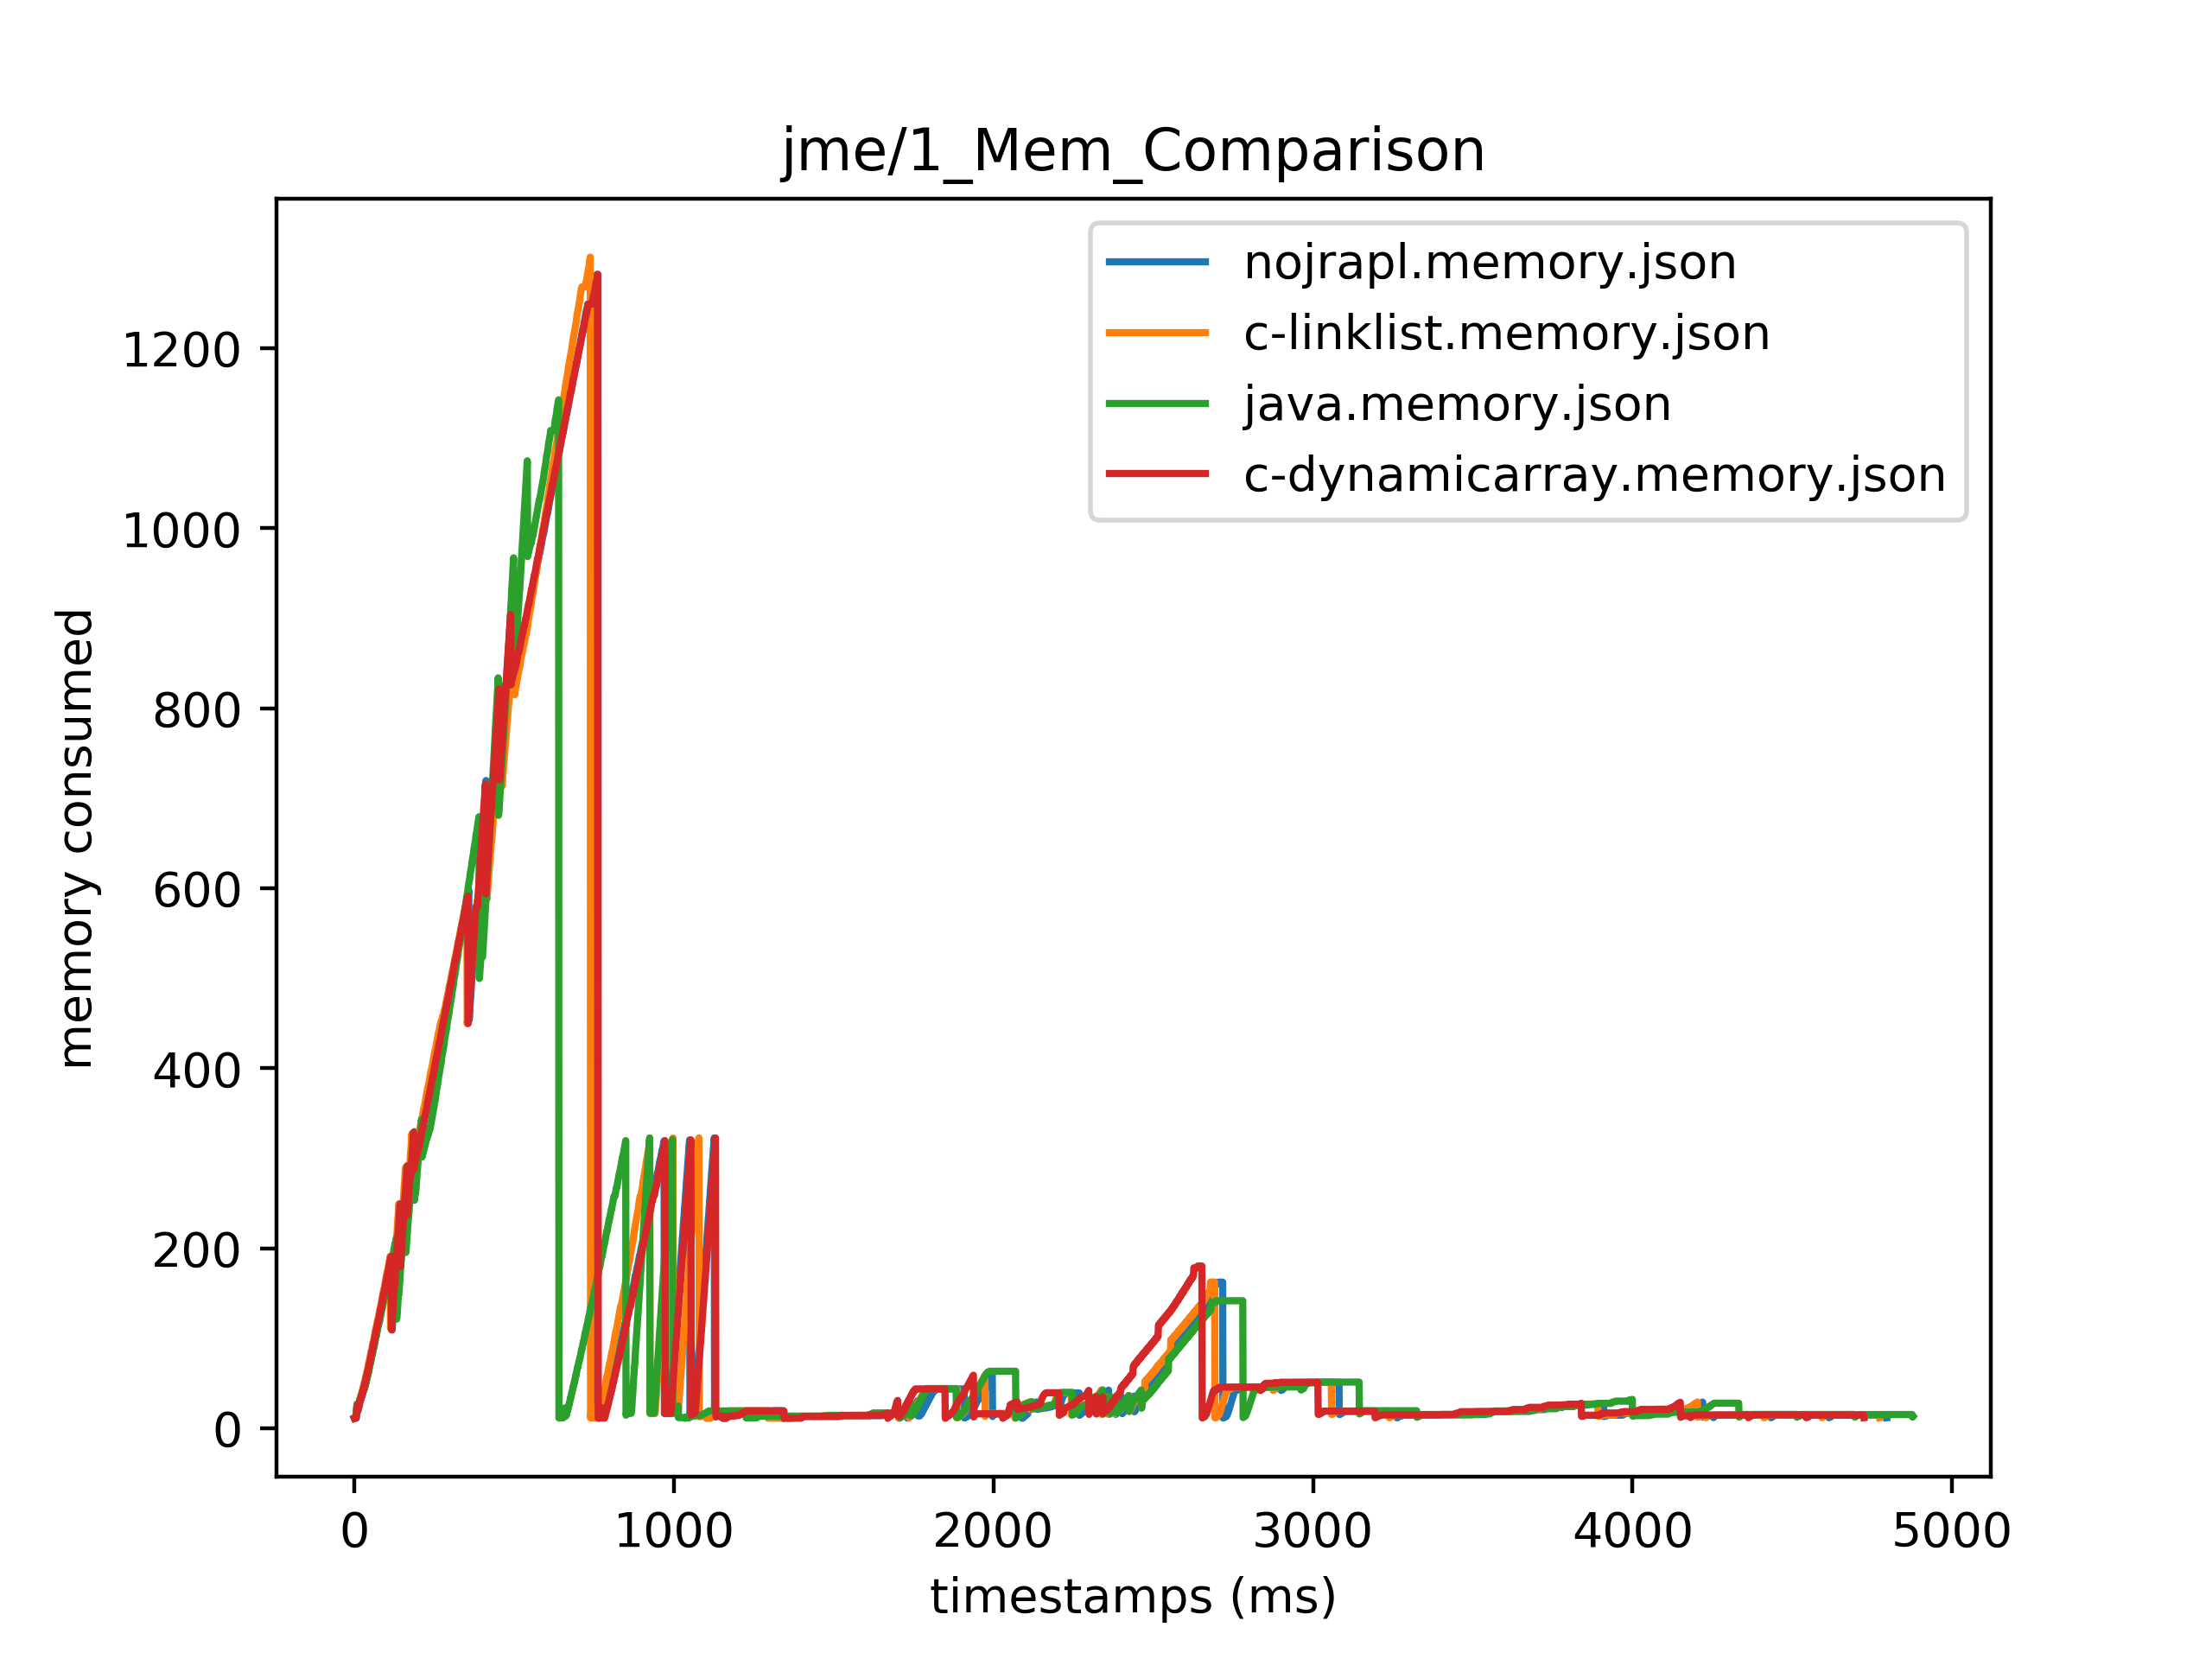 jme/1_Mem_Comparison
nojrapl.memory.json
c-linklist.memory.json
java.memory.json
c-dynamicarray.memory.json
memory consumed
1200
1000
800
600
400
200
0
0 1000 2000 3000 4000 5000
timestamps (ms)